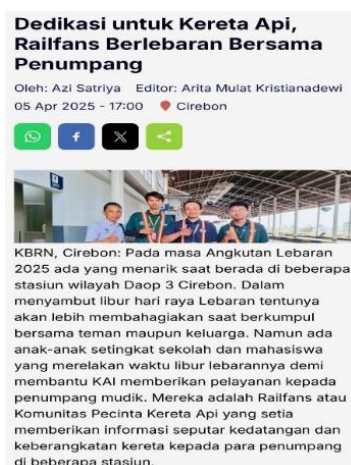 Dedikasi untuk Kereta Api,
Railfans Berlebaran Bersama
Penumpang
Oleh: Azi Satriya Editor: Arita Mulat Kristianadewi
05 Apr 2025 - 17:00 Cirebon
KBRN, Cirebon: Pada masa Angkutan Lebaran
2025 ada yang menarik saat berada di beberapa
stasiun wilayah Daop 3 Cirebon. Dalam
menyambut libur hari raya Lebaran tentunya
akan lebih membahagiakan saat berkumpul
bersama teman maupun keluarga. Namun ada
anak-anak setingkat sekolah dan mahasiswa
yang merelakan waktu libur lebarannya demi
membantu KAI memberikan pelayanan kepada
penumpang mudik. Mereka adalah Railfans atau
Komunitas Pecinta Kereta Api yang setia
memberikan informasi seputar kedatangan dan
keberangkatan kereta kepada para penumpang
di beberapa stasiun.